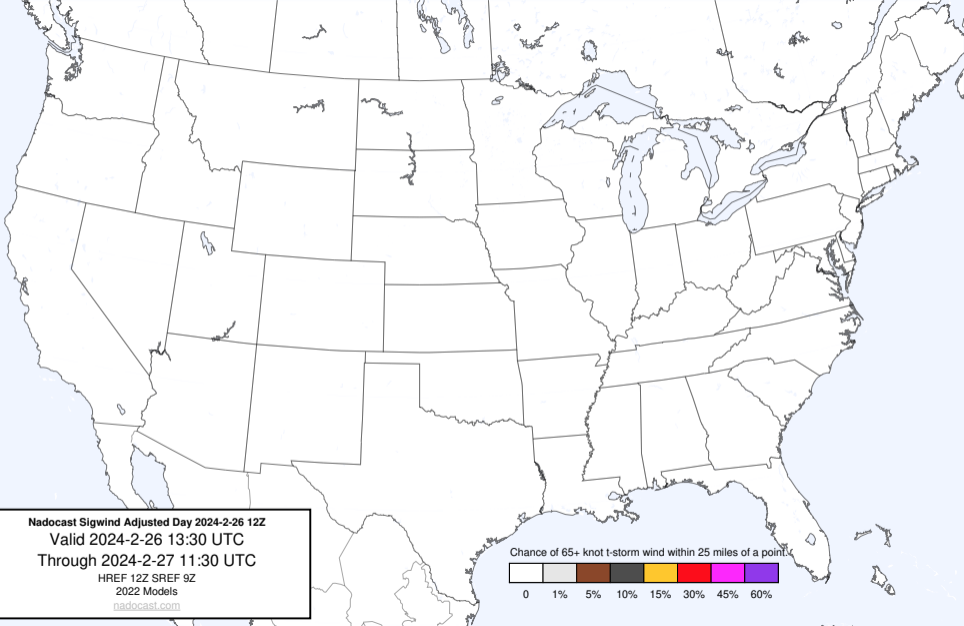 Nadocast Sigwind Adjusted Day 2024-2-26 12Z
Valid 2024-2-26 13:30 UTC
Through 2024-2-27 11:30 UTC
HREF 12Z SREF 9Z
2022 Models
nadocast.com
Chance of 65+ knot t-storm wind within 25 miles of a point.
0 1% 5% 10% 15% 30% 45% 60%